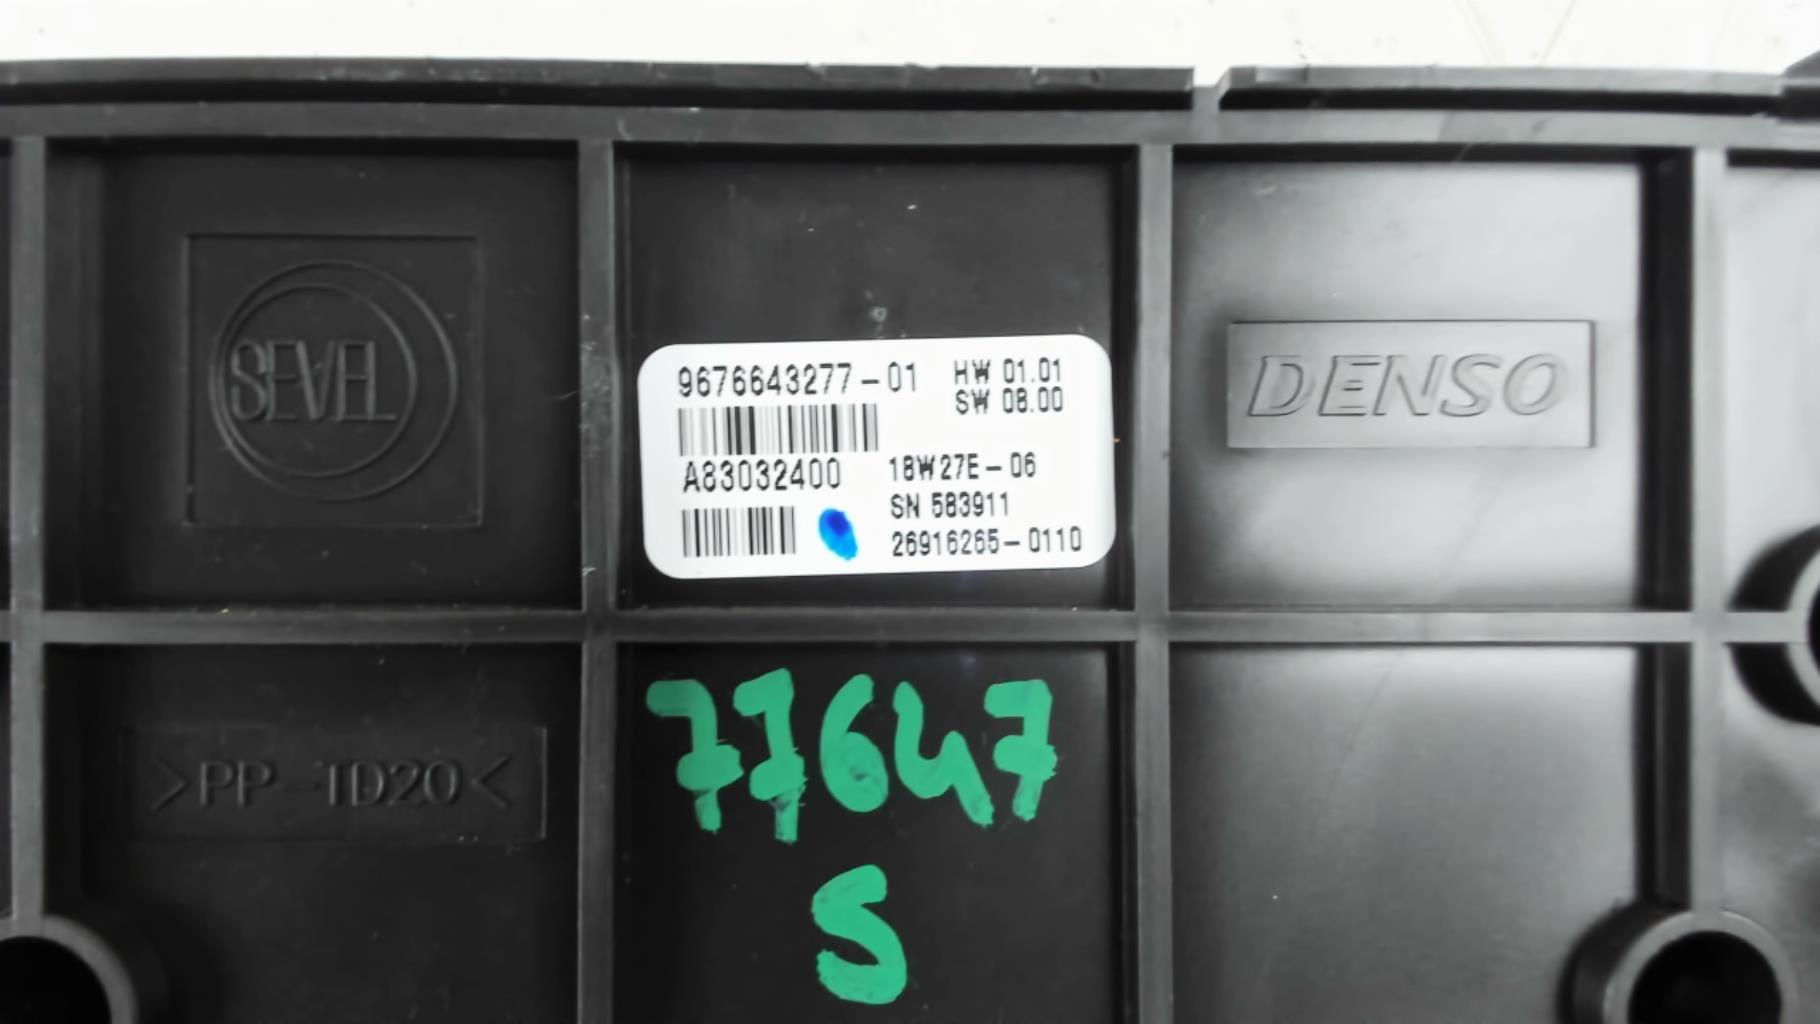 SEVEL
9676643277-01
HW 01.01
SW 08.00
A83032400
18W27E-06
SN 583911
26916265-0110
DENSO
>PP-TD20<
77647
S